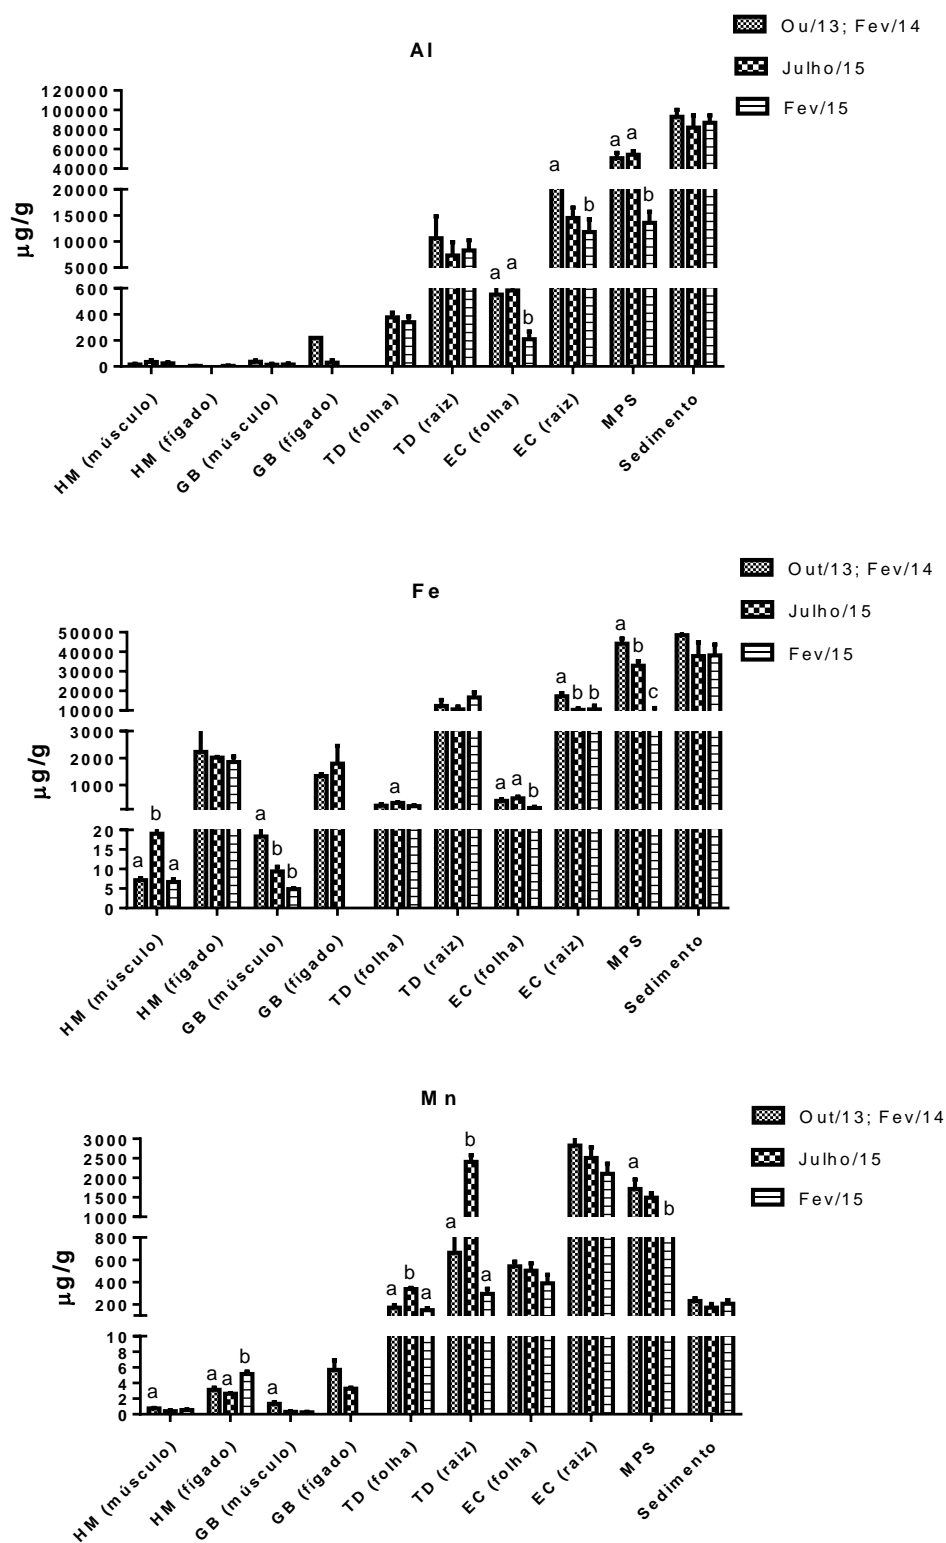 Al
Ou/13; Fev/14
Julho/15
Fev/15
µg/g
120000
100000
80000
60000
40000
20000
15000
10000
5000
600
400
200
0
a
b
a a
a a
b
b
HM (músculo)
HM (fígado)
GB (músculo)
GB (fígado)
TD (folha)
TD (raiz)
EC (folha)
EC (raiz)
MPS
Sedimento
Fe
Out/13; Fev/14
Julho/15
Fev/15
µg/g
50000
40000
30000
20000
10000
3000
2000
1000
20
15
10
5
0
a b a
a b b
a
a a b
a b b
a b c
HM (músculo)
HM (fígado)
GB (músculo)
GB (fígado)
TD (folha)
TD (raiz)
EC (folha)
EC (raiz)
MPS
Sedimento
Mn
Out/13; Fev/14
Julho/15
Fev/15
µg/g
3000
2500
2000
1500
1000
800
600
400
200
10
8
6
4
2
0
a
a a b
a
a b a
a b a
a b
HM (músculo)
HM (fígado)
GB (músculo)
GB (fígado)
TD (folha)
TD (raiz)
EC (folha)
EC (raiz)
MPS
Sedimento